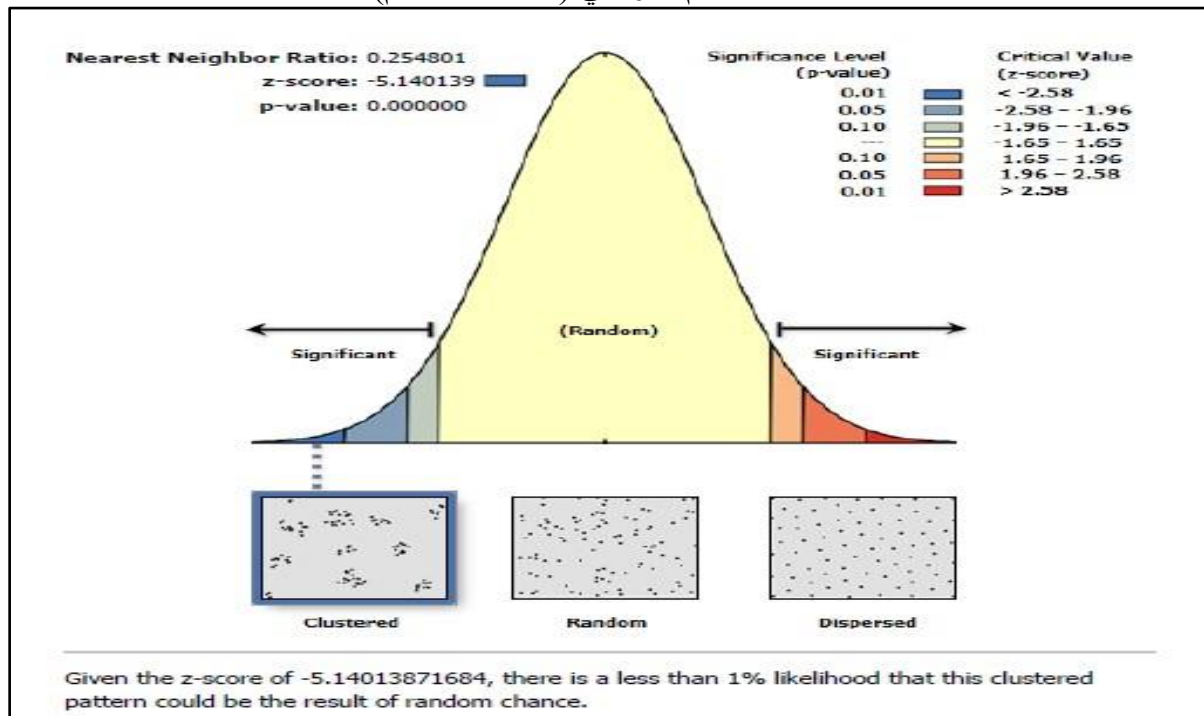 Nearest Neighbor Ratio: 0.254801
z-score: -5.140139
p-value: 0.000000
Significance Level (p-value)
Critical Value (z-score)
0.01 < -2.58
0.05 -2.58 – -1.96
0.10 -1.96 – -1.65
--- -1.65 – 1.65
0.10 1.65 – 1.96
0.05 1.96 – 2.58
0.01 > 2.58
Significant
(Random)
Significant
Clustered
Random
Dispersed
Given the z-score of -5.14013871684, there is a less than 1% likelihood that this clustered
pattern could be the result of random chance.